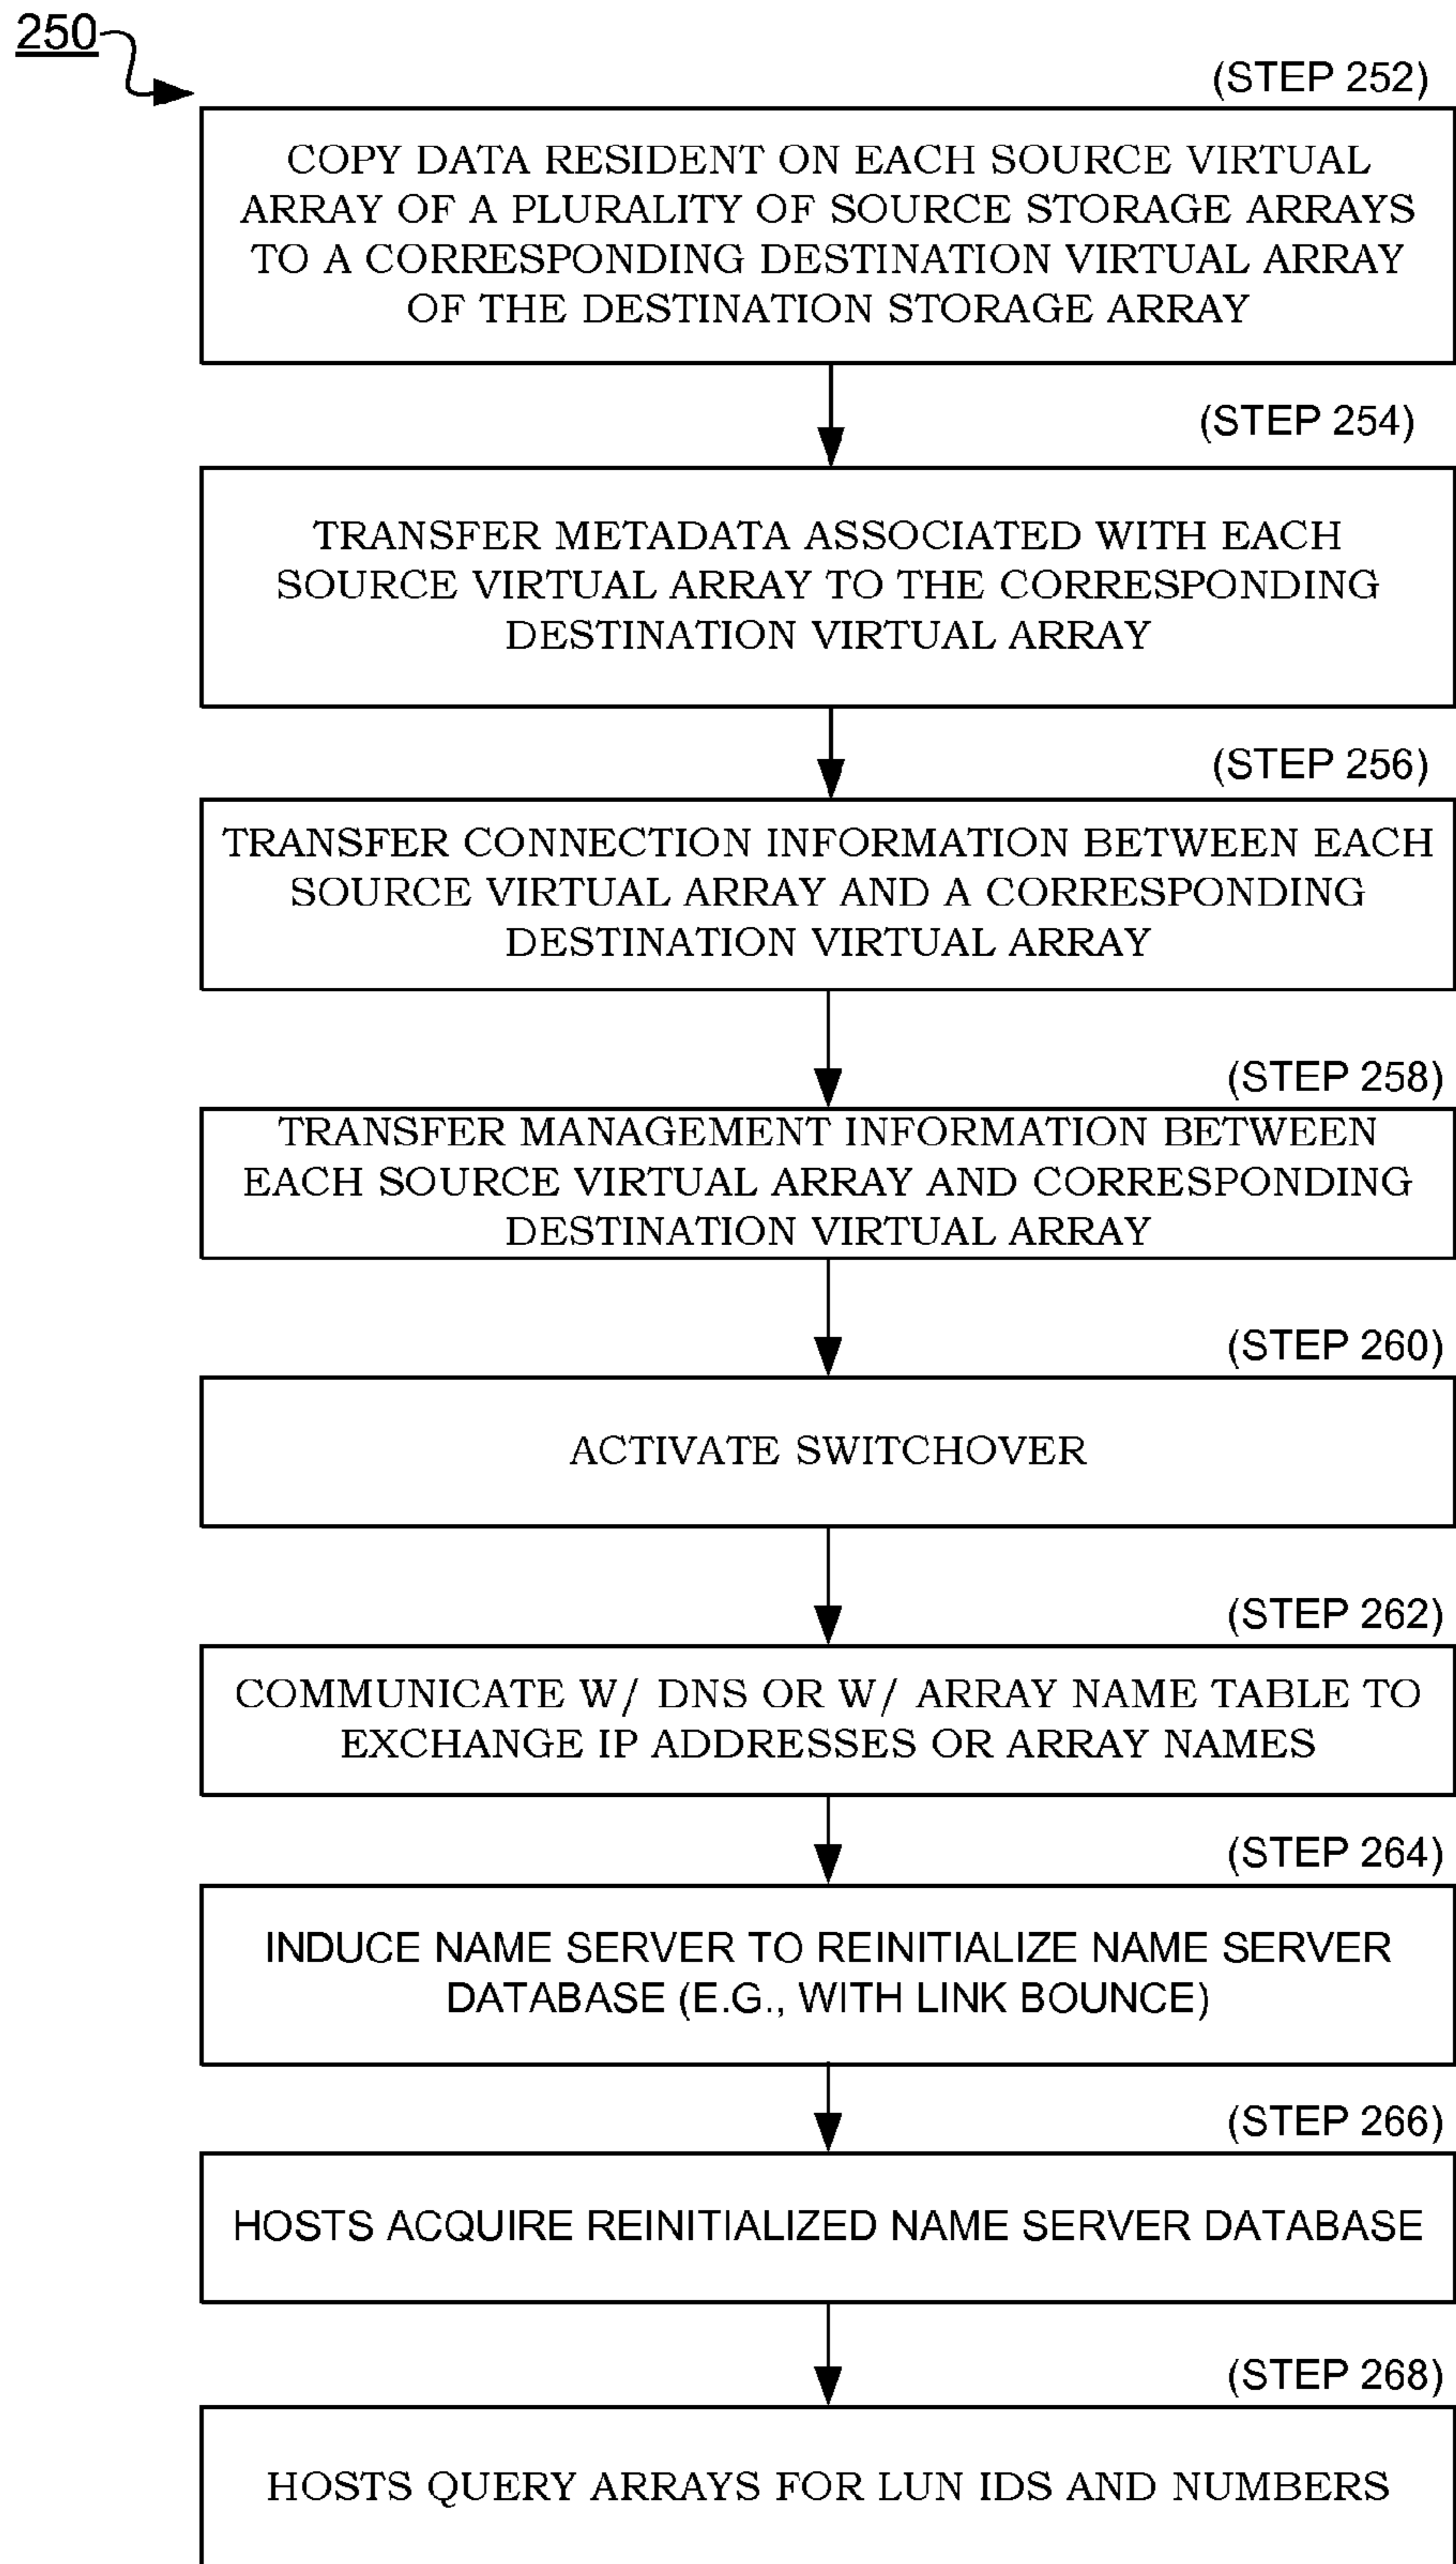 250
(STEP 252)
COPY DATA RESIDENT ON EACH SOURCE VIRTUAL
ARRAY OF A PLURALITY OF SOURCE STORAGE ARRAYS
TO A CORRESPONDING DESTINATION VIRTUAL ARRAY
OF THE DESTINATION STORAGE ARRAY
(STEP 254)
TRANSFER METADATA ASSOCIATED WITH EACH
SOURCE VIRTUAL ARRAY TO THE CORRESPONDING
DESTINATION VIRTUAL ARRAY
(STEP 256)
TRANSFER CONNECTION INFORMATION BETWEEN EACH
SOURCE VIRTUAL ARRAY AND A CORRESPONDING
DESTINATION VIRTUAL ARRAY
(STEP 258)
TRANSFER MANAGEMENT INFORMATION BETWEEN
EACH SOURCE VIRTUAL ARRAY AND CORRESPONDING
DESTINATION VIRTUAL ARRAY
(STEP 260)
ACTIVATE SWITCHOVER
(STEP 262)
COMMUNICATE W/ DNS OR W/ ARRAY NAME TABLE TO
EXCHANGE IP ADDRESSES OR ARRAY NAMES
(STEP 264)
INDUCE NAME SERVER TO REINITIALIZE NAME SERVER
DATABASE (E.G., WITH LINK BOUNCE)
(STEP 266)
HOSTS ACQUIRE REINITIALIZED NAME SERVER DATABASE
(STEP 268)
HOSTS QUERY ARRAYS FOR LUN IDS AND NUMBERS